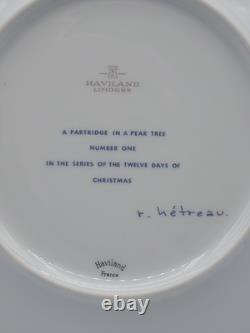 HAVILAND
LIMOGES
A PARTRIDGE IN A PEAR TREE
NUMBER ONE
IN THE SERIES OF THE TWELVE DAYS OF
CHRISTMAS
r. hétreau.
Haviland
France